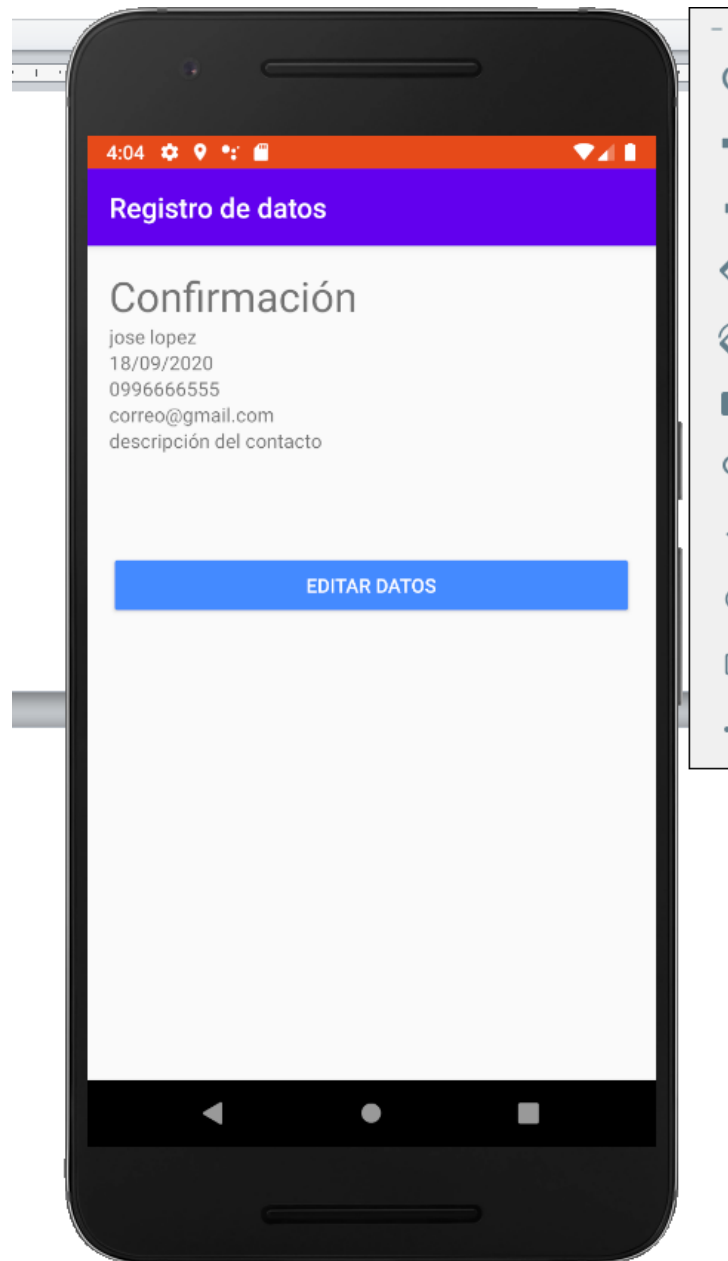 4:04
Registro de datos
Confirmación
jose lopez
18/09/2020
0996666555
correo@gmail.com
descripción del contacto
EDITAR DATOS